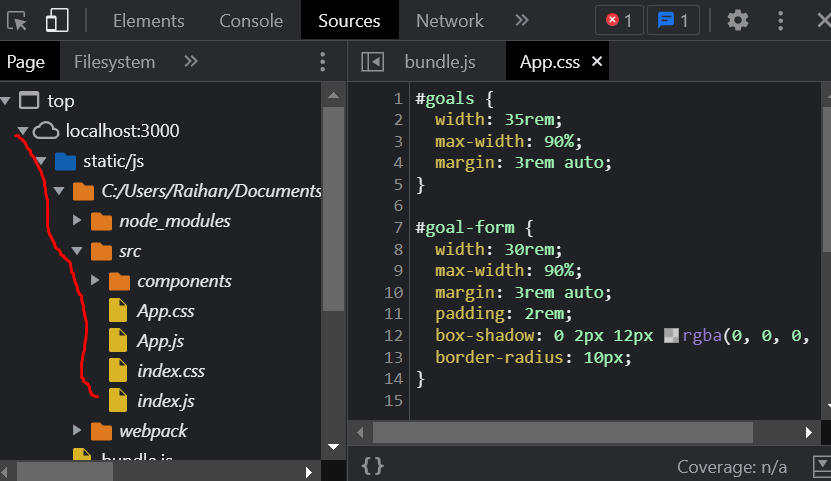 Elements Console Sources Network » 1 1
Page Filesystem » bundle.js App.css ×
top
localhost:3000
static/js
C:/Users/Raihan/Documents
node_modules
src
components
App.css
App.js
index.css
index.js
webpack
bundle.js
1 #goals {
2   width: 35rem;
3   max-width: 90%;
4   margin: 3rem auto;
5 }
6
7 #goal-form {
8   width: 30rem;
9   max-width: 90%;
10   margin: 3rem auto;
11   padding: 2rem;
12   box-shadow: 0 2px 12px rgba(0, 0, 0,
13   border-radius: 10px;
14 }
15
{} Coverage: n/a